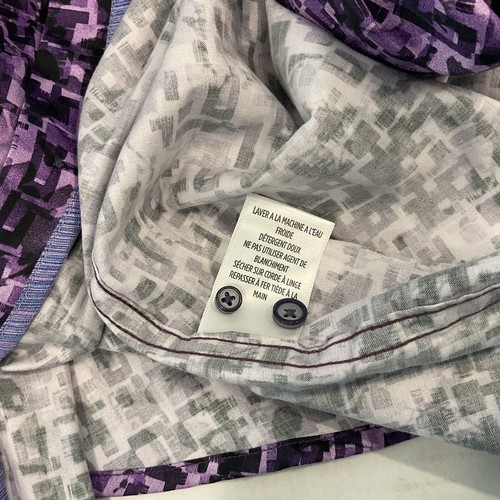 LAVER A LA MACHINE A L'EAU
FROIDE
DÉTERGENT DOUX
NE PAS UTILISER AGENT DE
BLANCHIMENT
SÉCHER SUR CORDE À LINGE
REPASSER À FER TIÈDE À LA
MAIN